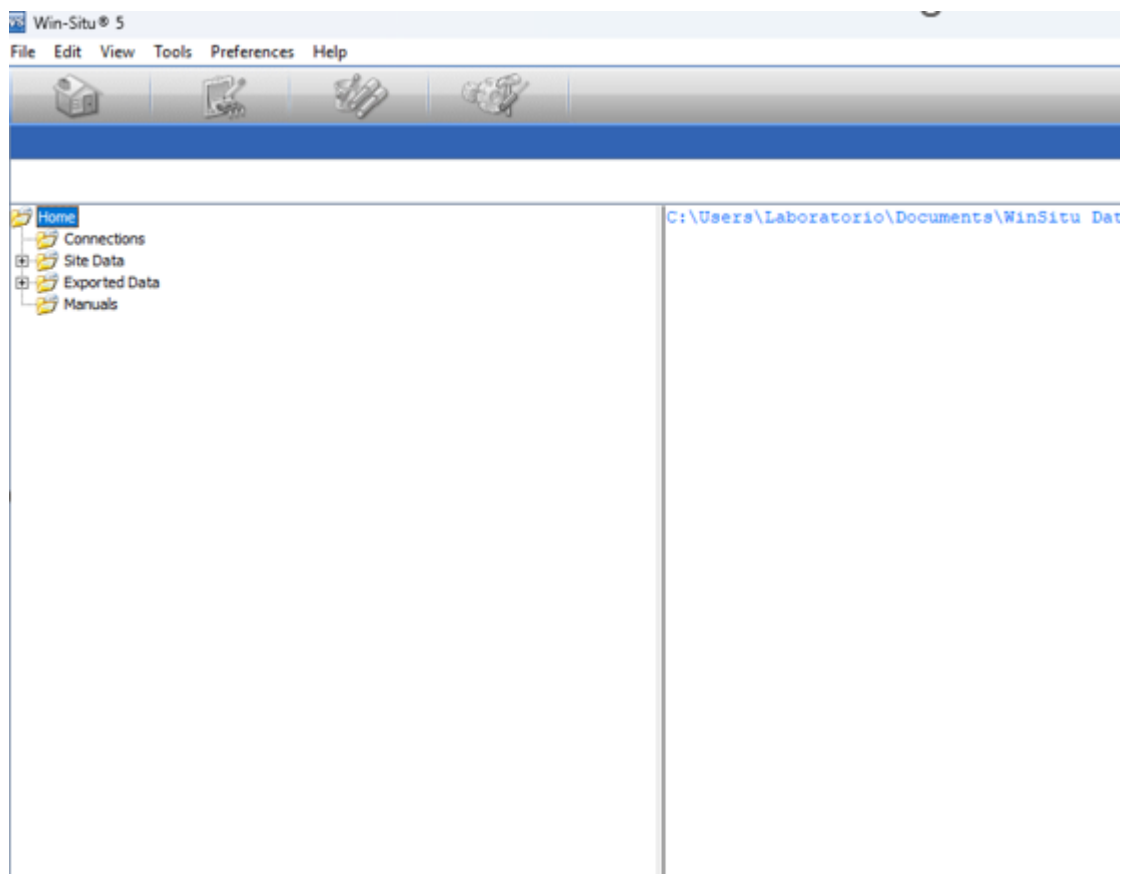 Win-Situ® 5
File Edit View Tools Preferences Help
Home
Connections
Site Data
Exported Data
Manuals
C:\Users\Laboratorio\Documents\WinSitu Dat